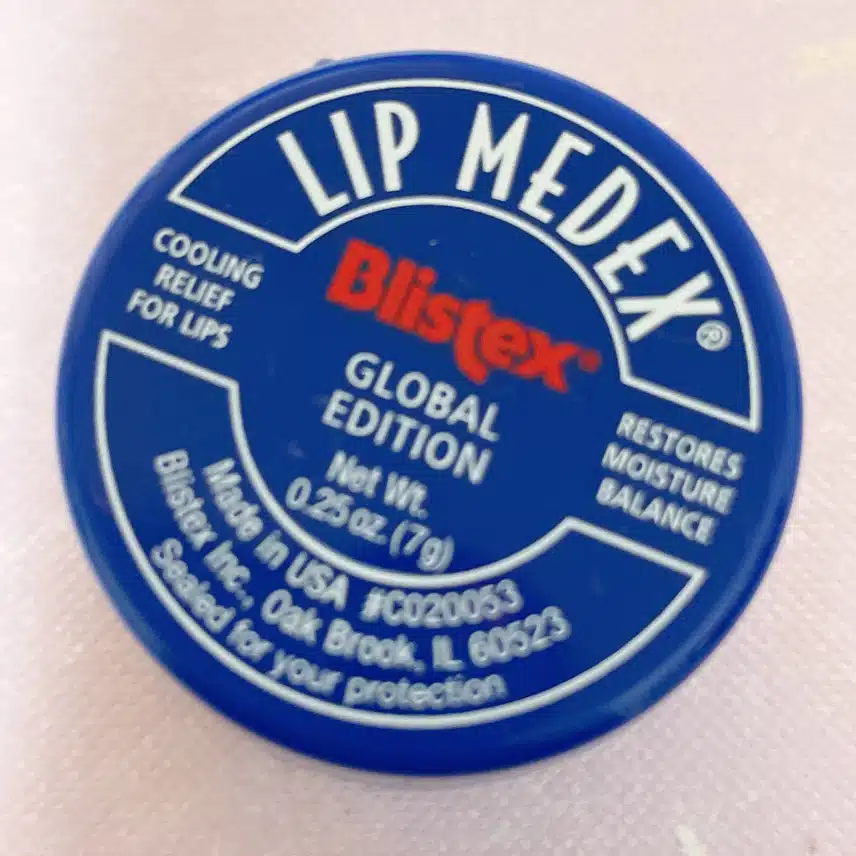 LIP MEDEX®
COOLING
RELIEF
FOR LIPS
Blistex®
GLOBAL
EDITION
Net Wt.
0.25 oz. (7g)
RESTORES
MOISTURE
BALANCE
Made in USA #C020053
Blistex Inc., Oak Brook, IL 60523
Sealed for your protection